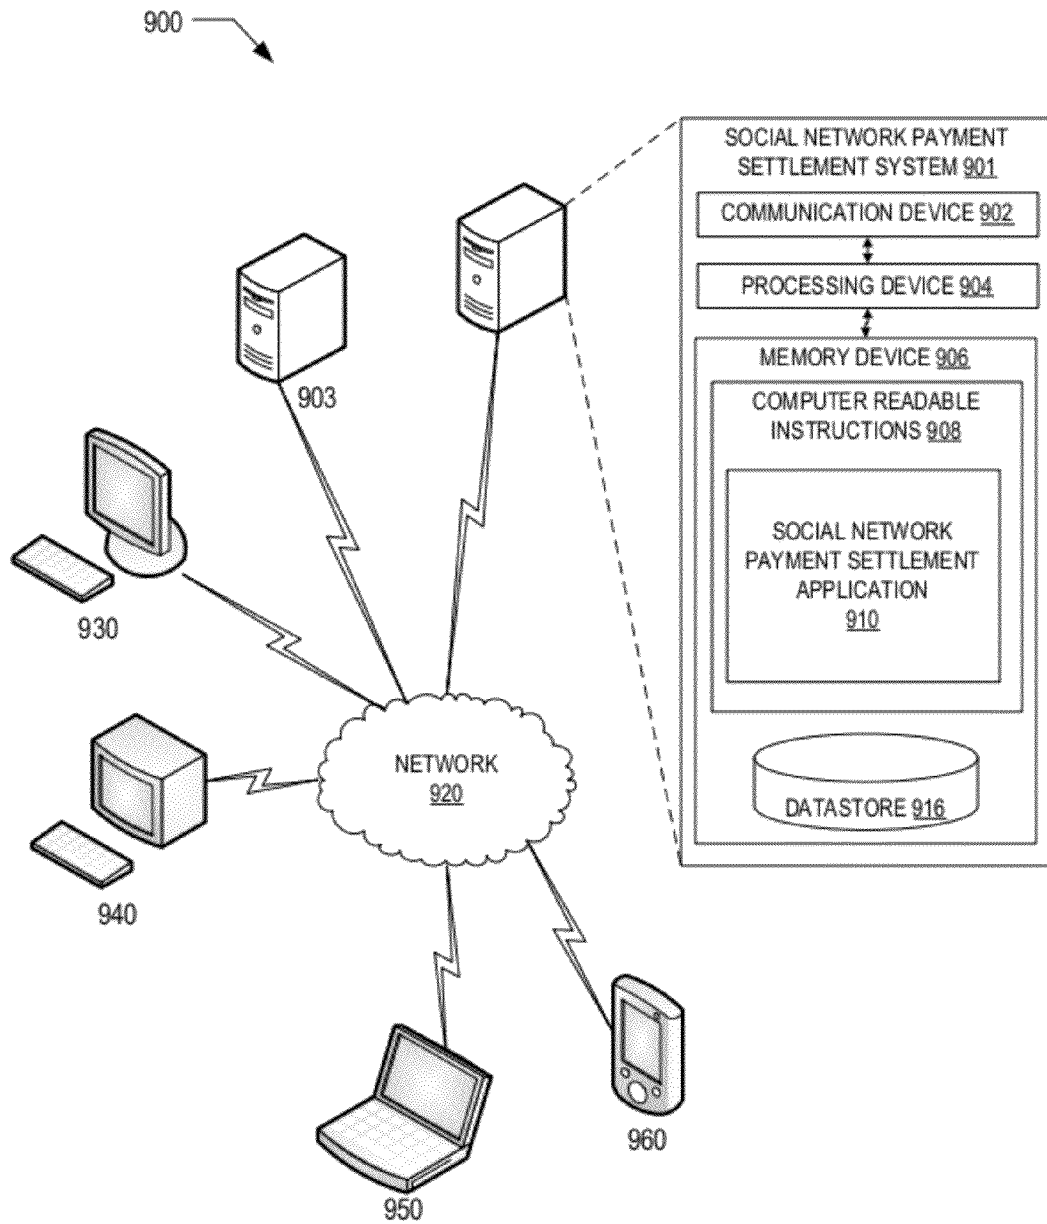 900
SOCIAL NETWORK PAYMENT
SETTLEMENT SYSTEM 901
COMMUNICATION DEVICE 902
PROCESSING DEVICE 904
MEMORY DEVICE 906
COMPUTER READABLE
INSTRUCTIONS 908
SOCIAL NETWORK
PAYMENT SETTLEMENT
APPLICATION
910
DATASTORE 916
903
930
NETWORK
920
940
950
960